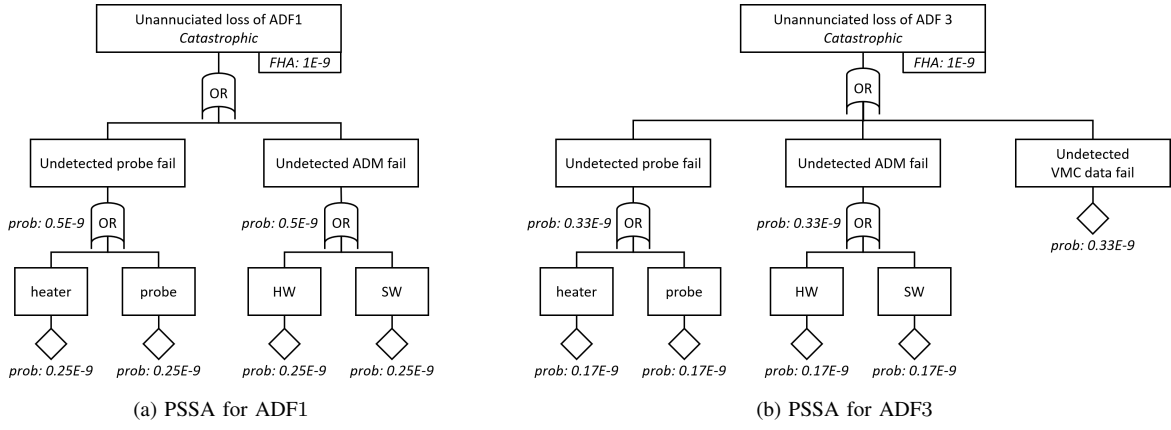 Unannuciated loss of ADF1
Catastrophic
FHA: 1E-9
OR
Undetected probe fail
Undetected ADM fail
prob: 0.5E-9
OR
prob: 0.5E-9
OR
heater
probe
HW
SW
prob: 0.25E-9
prob: 0.25E-9
prob: 0.25E-9
prob: 0.25E-9
(a) PSSA for ADF1
Unannunciated loss of ADF 3
Catastrophic
FHA: 1E-9
OR
Undetected probe fail
Undetected ADM fail
Undetected
VMC data fail
prob: 0.33E-9
OR
prob: 0.33E-9
OR
prob: 0.33E-9
heater
probe
HW
SW
prob: 0.17E-9
prob: 0.17E-9
prob: 0.17E-9
prob: 0.17E-9
(b) PSSA for ADF3